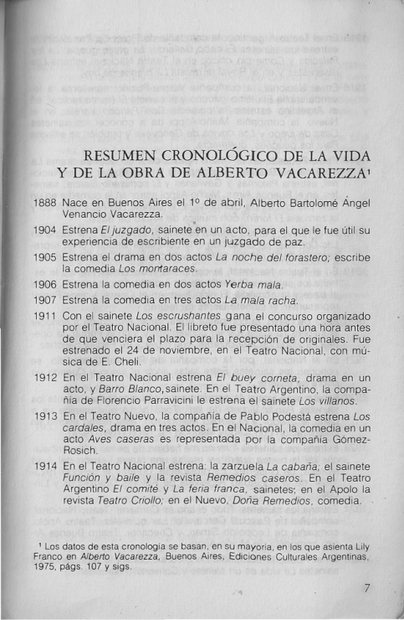 RESUMEN CRONOLÓGICO DE LA VIDA
Y DE LA OBRA DE ALBERTO VACAREZZA¹
1888 Nace en Buenos Aires el 1º de abril, Alberto Bartolomé Ángel
Venancio Vacarezza.
1904 Estrena El juzgado, sainete en un acto, para el que le fue útil su
experiencia de escribiente en un juzgado de paz.
1905 Estrena el drama en dos actos La noche del forastero; escribe
la comedia Los montaraces.
1906 Estrena la comedia en dos actos Yerba mala.
1907 Estrena la comedia en tres actos La mala racha.
1911 Con el sainete Los escrushantes gana el concurso organizado
por el Teatro Nacional. El libreto fue presentado una hora antes
de que venciera el plazo para la recepción de originales. Fue
estrenado el 24 de noviembre, en el Teatro Nacional, con mú-
sica de E. Cheli.
1912 En el Teatro Nacional estrena El buey corneta, drama en un
acto, y Barro Blanco, sainete. En el Teatro Argentino, la compa-
ñía de Florencio Parravicini le estrena el sainete Los villanos.
1913 En el Teatro Nuevo, la compañía de Pablo Podestá estrena Los
cardales, drama en tres actos. En el Nacional, la comedia en un
acto Aves caseras es representada por la compañía Gómez-
Rosich.
1914 En el Teatro Nacional estrena: la zarzuela La cabaña; el sainete
Función y baile y la revista Remedios caseros. En el Teatro
Argentino El comité y La feria franca, sainetes; en el Apolo la
revista Teatro Criollo; en el Nuevo, Doña Remedios, comedia.
¹ Los datos de esta cronología se basan, en su mayoría, en los que asienta Lily
Franco en Alberto Vacarezza, Buenos Aires, Ediciones Culturales Argentinas,
1975, págs. 107 y sigs.
7